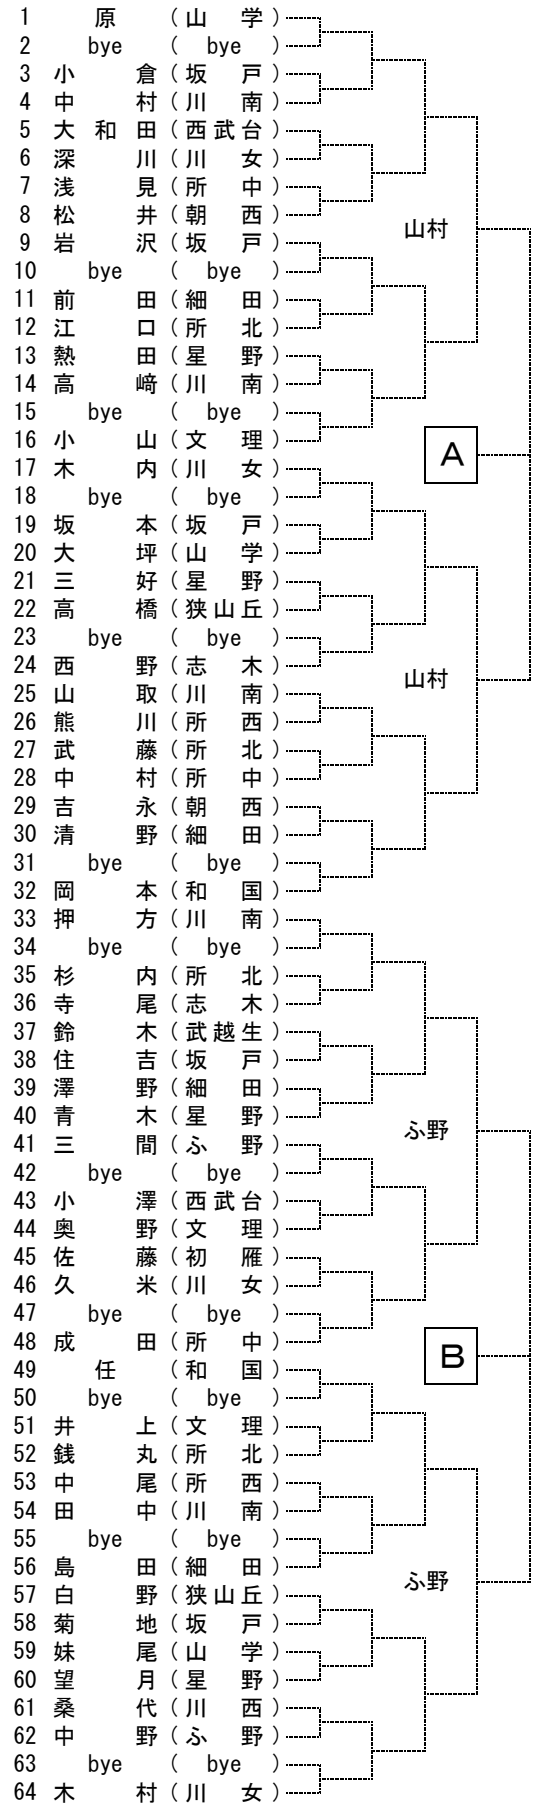 1 原 (山 学)
2 bye ( bye )
3 小 倉 (坂 戸)
4 中 村 (川 南)
5 大 和 田 (西武台)
6 深 川 (川 女)
7 浅 見 (所 中)
8 松 井 (朝 西)
山村
9 岩 沢 (坂 戸)
10 bye ( bye )
11 前 田 (細 田)
12 江 口 (所 北)
13 熱 田 (星 野)
14 高 﨑 (川 南)
15 bye ( bye )
16 小 山 (文 理)
A
17 木 内 (川 女)
18 bye ( bye )
19 坂 本 (坂 戸)
20 大 坪 (山 学)
21 三 好 (星 野)
22 高 橋 (狭山丘)
23 bye ( bye )
24 西 野 (志 木)
山村
25 山 取 (川 南)
26 熊 川 (所 西)
27 武 藤 (所 北)
28 中 村 (所 中)
29 吉 永 (朝 西)
30 清 野 (細 田)
31 bye ( bye )
32 岡 本 (和 国)
33 押 方 (川 南)
34 bye ( bye )
35 杉 内 (所 北)
36 寺 尾 (志 木)
37 鈴 木 (武越生)
38 住 吉 (坂 戸)
39 澤 野 (細 田)
40 青 木 (星 野)
ふ野
41 三 間 (ふ 野)
42 bye ( bye )
43 小 澤 (西武台)
44 奥 野 (文 理)
45 佐 藤 (初 雁)
46 久 米 (川 女)
47 bye ( bye )
48 成 田 (所 中)
B
49 任 (和 国)
50 bye ( bye )
51 井 上 (文 理)
52 銭 丸 (所 北)
53 中 尾 (所 西)
54 田 中 (川 南)
55 bye ( bye )
56 島 田 (細 田)
ふ野
57 白 野 (狭山丘)
58 菊 地 (坂 戸)
59 妹 尾 (山 学)
60 望 月 (星 野)
61 桑 代 (川 西)
62 中 野 (ふ 野)
63 bye ( bye )
64 木 村 (川 女)